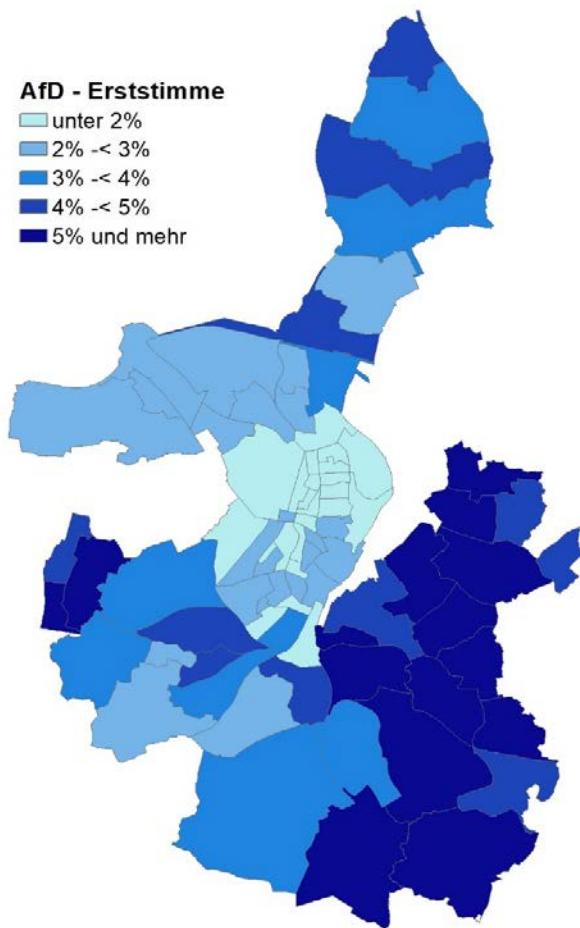 AfD - Erststimme
unter 2%
2% -< 3%
3% -< 4%
4% -< 5%
5% und mehr